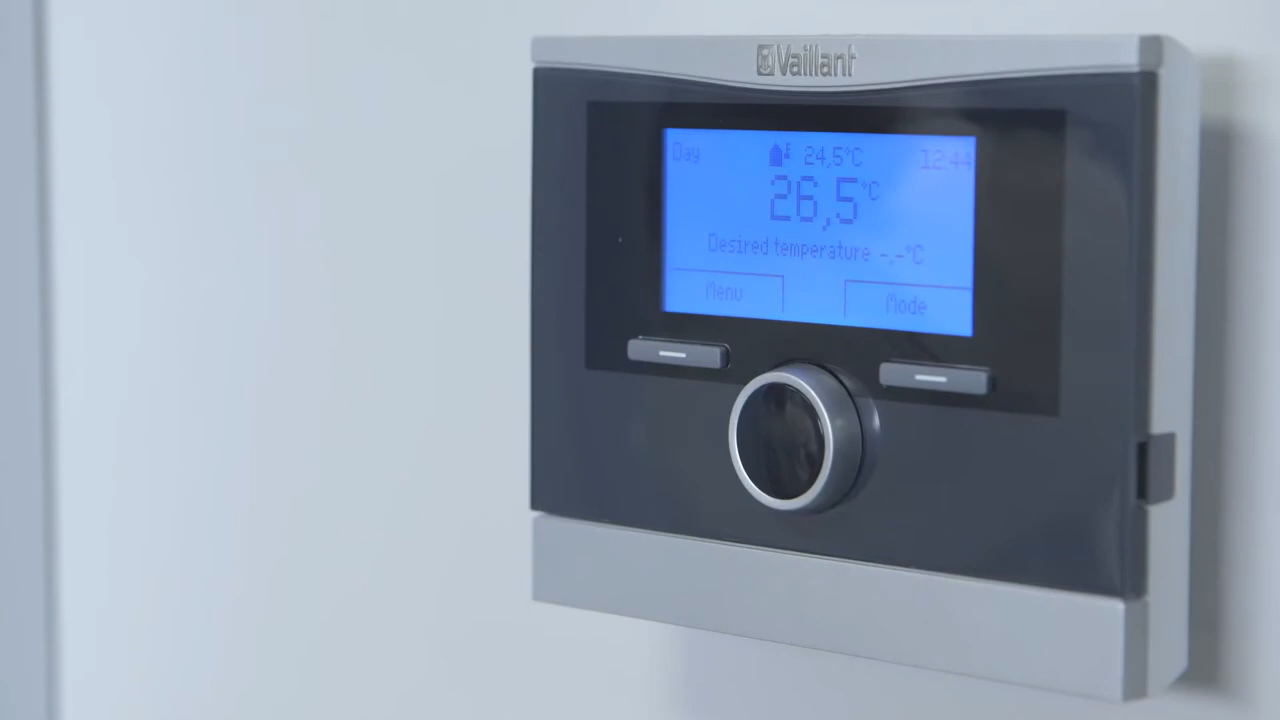 Vaillant
Day 24,5°C 12:44
26,5°C
Desired temperature -.-°C
Menu Mode